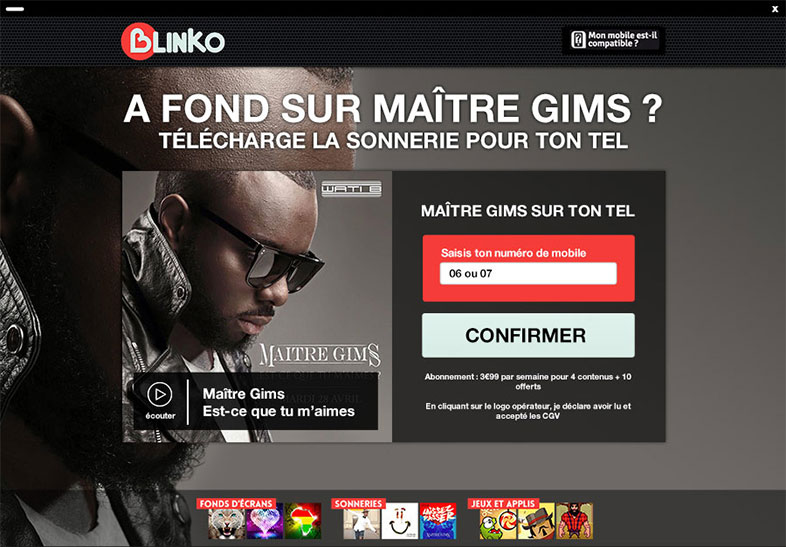 X
BLINKO
Mon mobile est-il
compatible ?
A FOND SUR MAÎTRE GIMS ?
TÉLÉCHARGE LA SONNERIE POUR TON TEL
WATI B
MAÎTRE GIMS SUR TON TEL
Saisis ton numéro de mobile
06 ou 07
CONFIRMER
MAITRE GIMS
écouter
Maître Gims
Est-ce que tu m'aimes
Abonnement : 3€99 par semaine pour 4 contenus + 10
offerts
En cliquant sur le logo opérateur, je déclare avoir lu et
accepté les CGV
FONDS D'ÉCRANS
SONNERIES
JEUX ET APPLIS